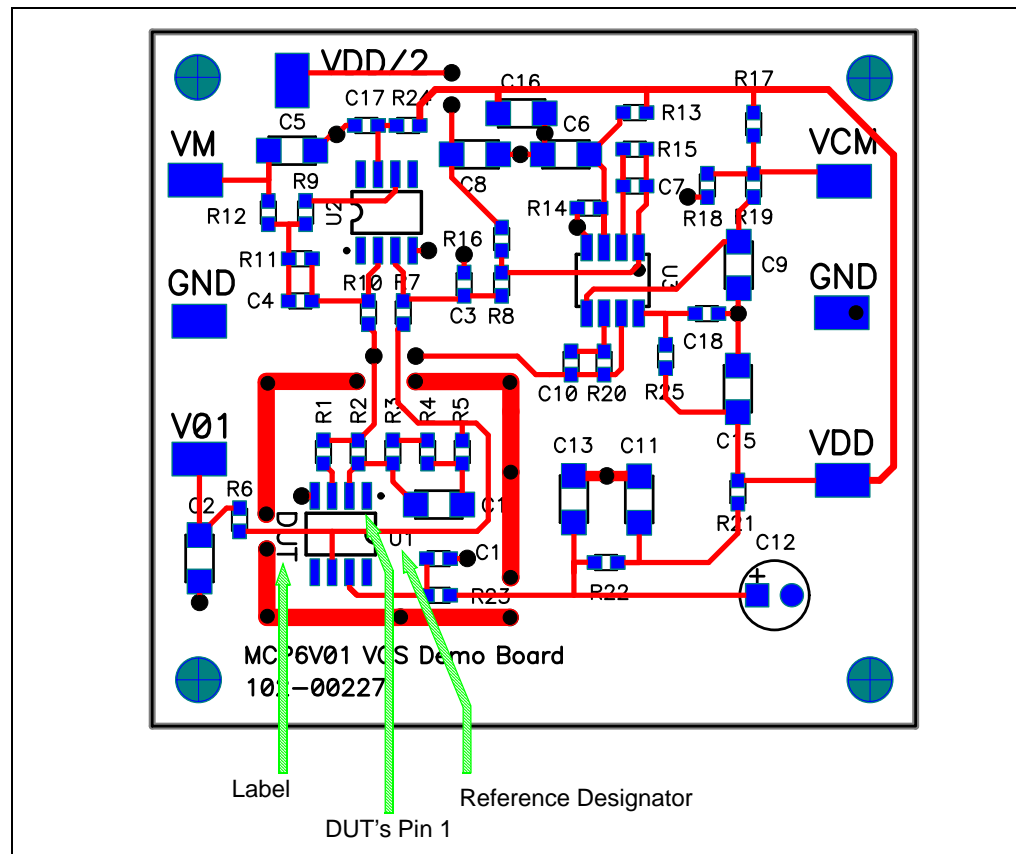 VDD/2
C17 R24
C16
R17
C5
R13
C6
VM
VCM
R15
C8
R9
C7
R12
U2
R14
R18 R19
R11
R16
C9
GND
R10 R7
U3
GND
C4
C3 R8
C18
R1 R2 R3 R4 R5
C10 R20
R25
V01
C15
VDD
C13 C11
R6
C2
C1
R21
DUT
U1
C1
C12
+
R23
R22
MCP6V01 VOS Demo Board
102-00227
Label
Reference Designator
DUT's Pin 1